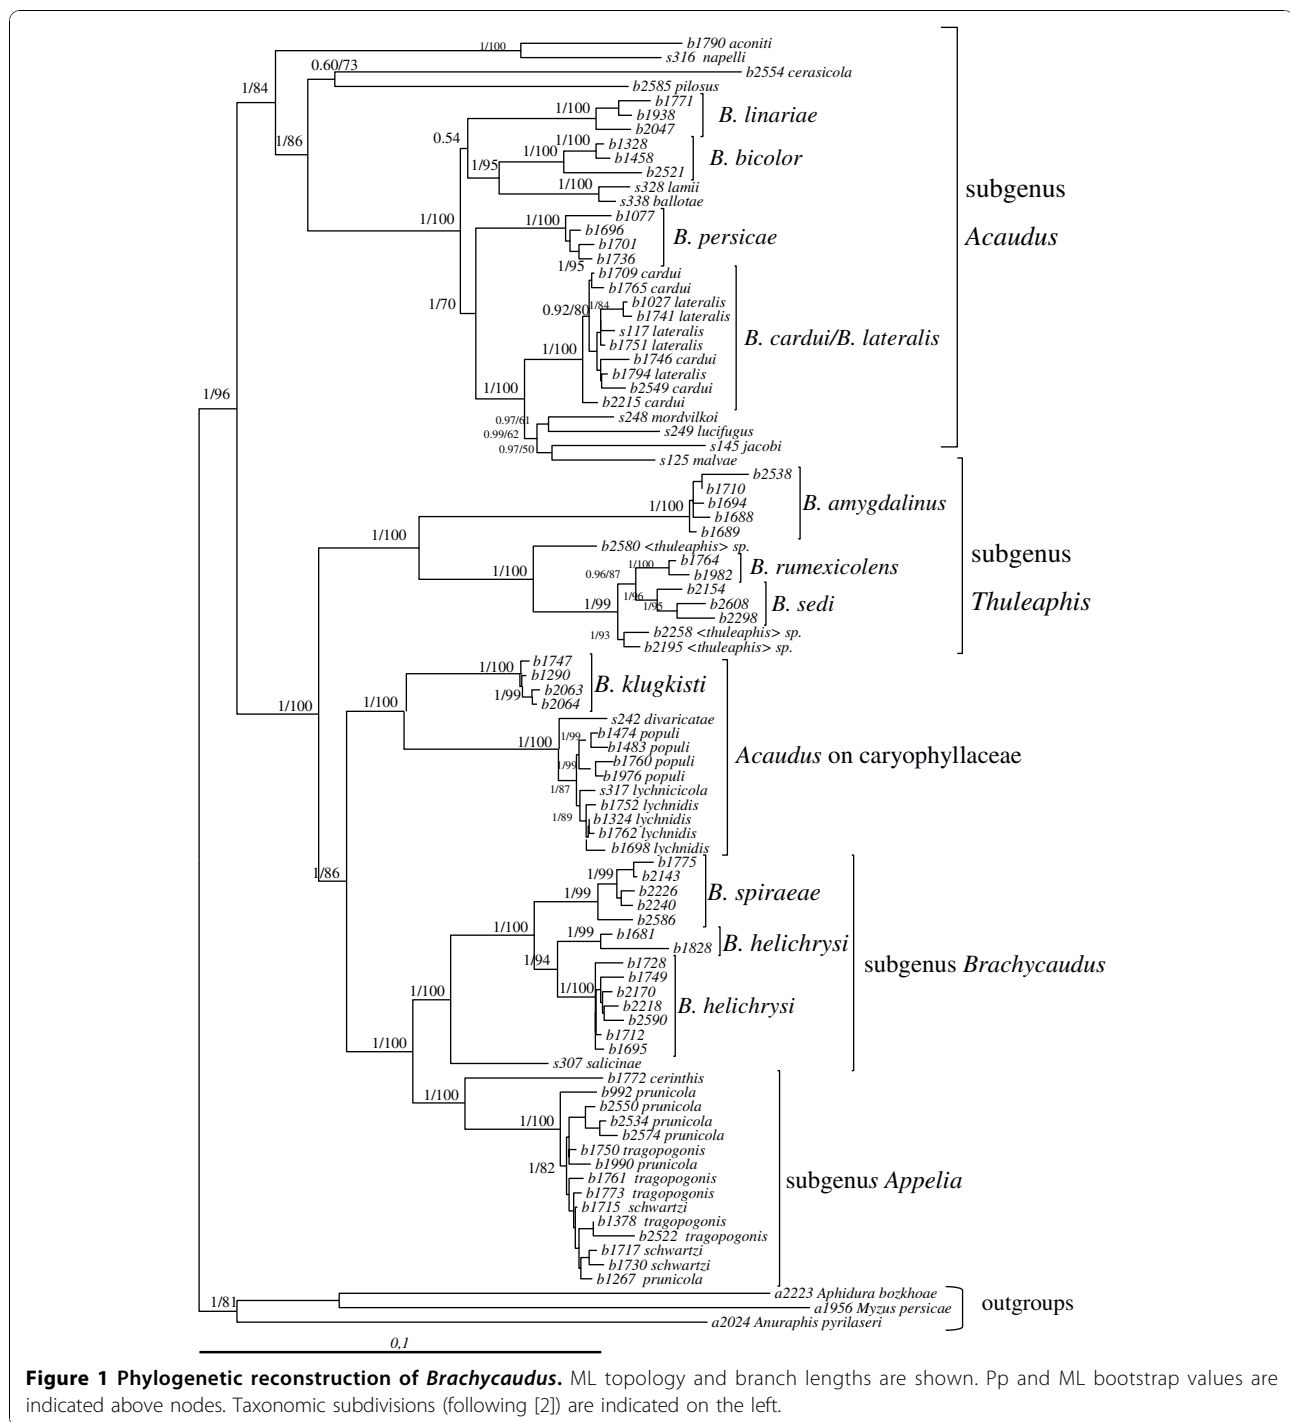 b1790 aconiti
1/100
s316 napelli
0.60/73
b2554 cerasicola
1/84
b2585 pilosus
b1771
1/100
b1938
B. linariae
b2047
1/86
0.54
1/100
b1328
1/100
b1458
B. bicolor
1/95
b2521
1/100
s328 lamii
s338 ballotae
subgenus
Acaudus
1/100
1/100
b1077
b1696
B. persicae
b1701
b1736
1/95
b1709 cardui
b1765 cardui
1/70
0.92/80
1/84
b1027 lateralis
b1741 lateralis
s117 lateralis
B. cardui/B. lateralis
1/100
b1751 lateralis
b1746 cardui
b1794 lateralis
1/100
b2549 cardui
b2215 cardui
1/96
0.97/61
s248 mordvilkoi
0.99/62
s249 lucifugus
0.97/50
s145 jacobi
s125 malvae
b2538
b1710
1/100
b1694
B. amygdalinus
b1688
b1689
1/100
b2580 <thuleaphis> sp.
subgenus
Thuleaphis
b1764
1/100
B. rumexicolens
1/100
0.96/87
b1982
b2154
1/96
1/99
1/95
b2608
B. sedi
b2298
1/93
b2258 <thuleaphis> sp.
b2195 <thuleaphis> sp.
1/100
b1747
b1290
B. klugkisti
1/99
b2063
b2064
1/100
1/100
s242 divaricatae
1/100
1/99
b1474 populi
b1483 populi
Acaudus on caryophyllaceae
1/99
b1760 populi
b1976 populi
1/87
s317 lychnicicola
b1752 lychnidis
1/89
b1324 lychnidis
b1762 lychnidis
b1698 lychnidis
1/86
b1775
1/99
b2143
1/99
b2226
B. spiraeae
b2240
b2586
1/100
1/99
b1681
B. helichrysi
b1828
1/94
subgenus Brachycaudus
b1728
b1749
1/100
1/100
b2170
b2218
B. helichrysi
b2590
b1712
1/100
b1695
s307 salicinae
b1772 cerinthis
1/100
b992 prunicola
b2550 prunicola
1/100
b2534 prunicola
b2574 prunicola
b1750 tragopogonis
1/82
b1990 prunicola
b1761 tragopogonis
subgenus Appelia
b1773 tragopogonis
b1715 schwartzi
b1378 tragopogonis
b2522 tragopogonis
b1717 schwartzi
b1730 schwartzi
b1267 prunicola
1/81
a2223 Aphidura bozkhoae
a1956 Myzus persicae
outgroups
a2024 Anuraphis pyrilaseri
0,1
Figure 1 Phylogenetic reconstruction of Brachycaudus. ML topology and branch lengths are shown. Pp and ML bootstrap values are
indicated above nodes. Taxonomic subdivisions (following [2]) are indicated on the left.